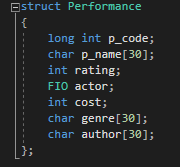 struct Performance
{
long int p_code;
char p_name[30];
int rating;
FIO actor;
int cost;
char genre[30];
char author[30];
};